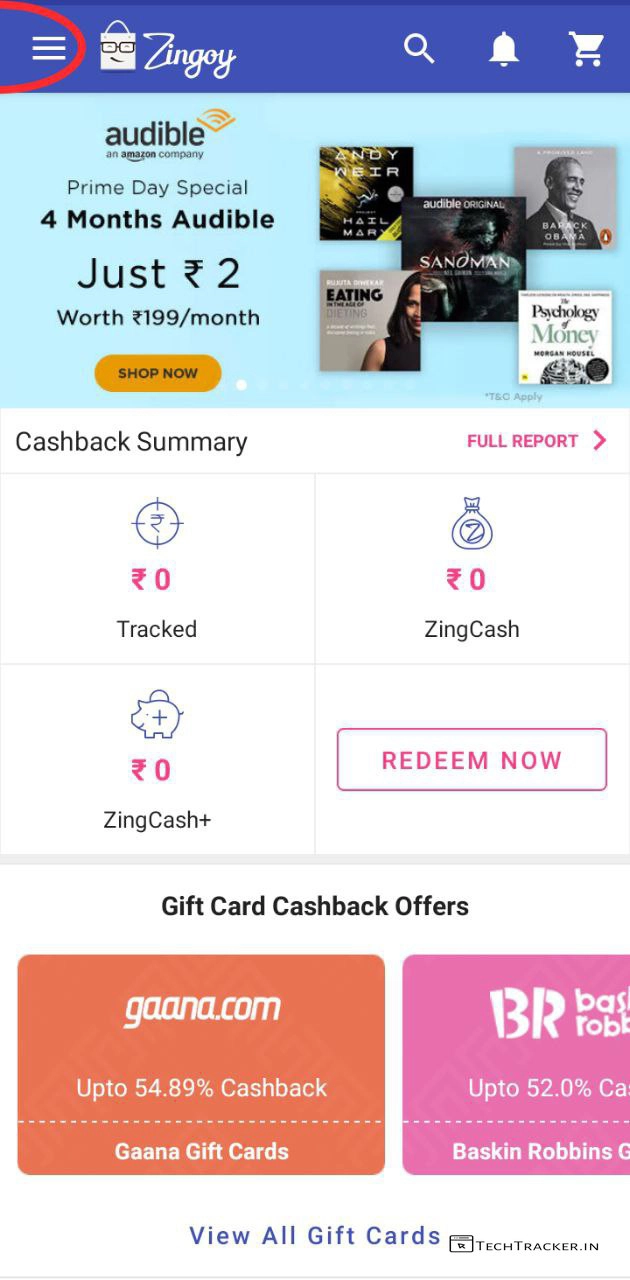 Zingoy
audible
an amazon company
Prime Day Special
4 Months Audible
Just ₹ 2
Worth ₹199/month
SHOP NOW
ANDY
WEIR
PROJECT
HAIL
MARY
audible ORIGINAL
SANDMAN
A PROMISED LAND
BARACK
OBAMA
RUJUTA DIWEKAR
EATING
IN THE AGE OF
DIETING
The
Psychology
of
Money
MORGAN HOUSEL
*T&C Apply
Cashback Summary
FULL REPORT
₹ 0
Tracked
₹ 0
ZingCash
₹ 0
ZingCash+
REDEEM NOW
Gift Card Cashback Offers
gaana.com
Upto 54.89% Cashback
Gaana Gift Cards
BR bas
robb
Upto 52.0% Ca
Baskin Robbins G
View All Gift Cards
TECHTRACKER.IN